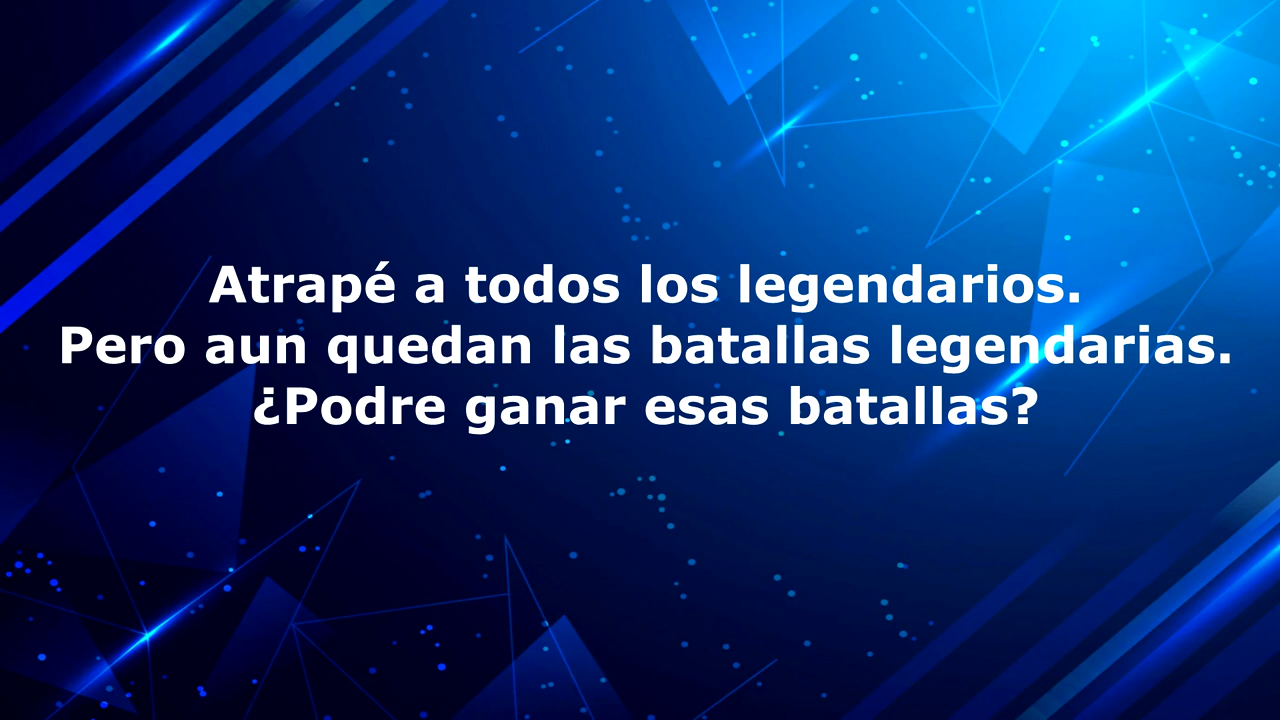 Atrapé a todos los legendarios.
Pero aun quedan las batallas legendarias.
¿Podre ganar esas batallas?